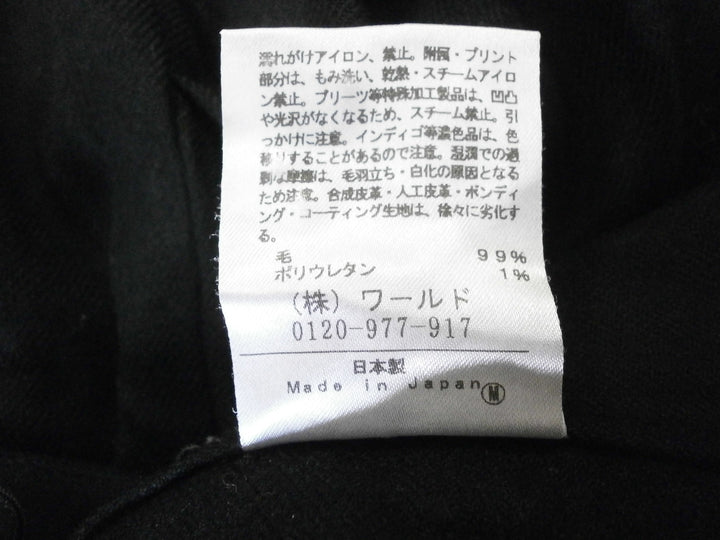 濡れがけアイロン、禁止。附図・プリント
部分は、もみ洗い、乾熱・スチームアイロ
ン禁止。プリーツ等特殊加工製品は、凹凸
や光沢がなくなるため、スチーム禁止。引
っかけに注意。インディゴ等濃色品は、色
移りすることがあるので注意。湿潤での過
剰な摩擦は、毛羽立ち・白化の原因となる
ため注意。合成皮革・人工皮革・ボンディ
ング・コーティング生地は、徐々に劣化す
る。
毛 99%
ポリウレタン 1%
(株) ワールド
0120-977-917
日本製
Made in Japan Ⓜ